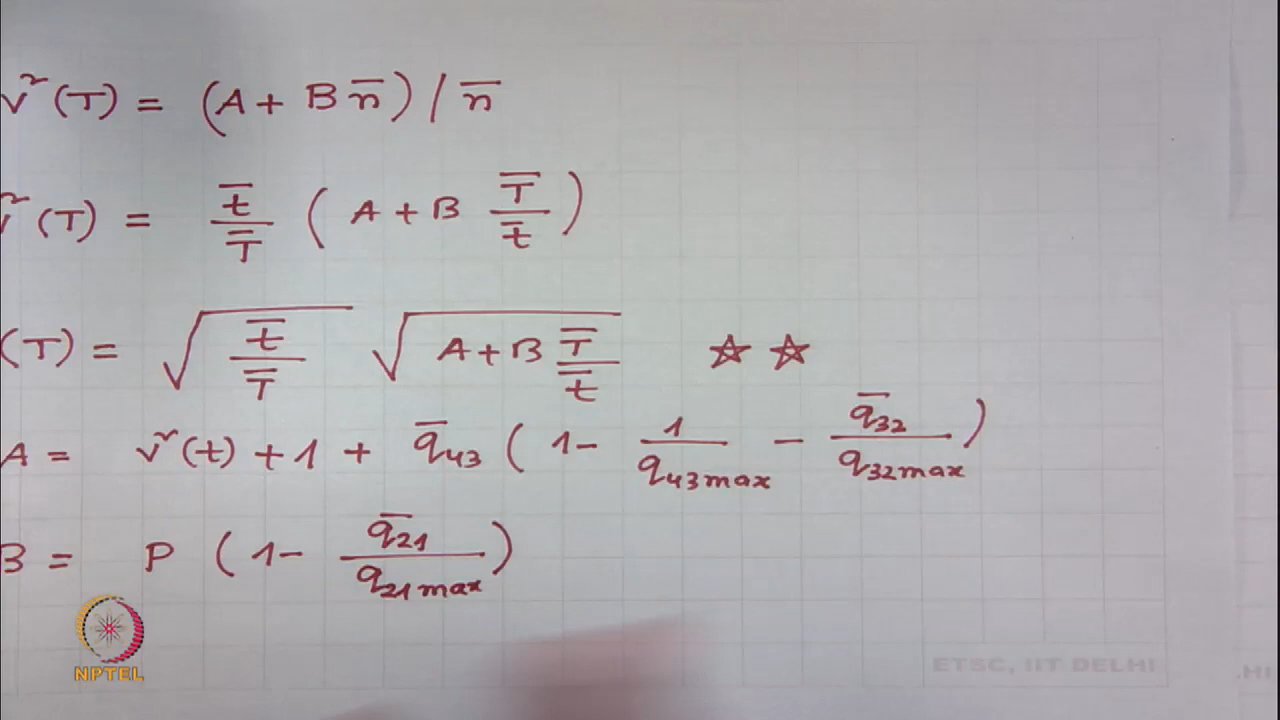 v²(T) = (A + B n̅) / n̅
v²(T) = t̅/T̅ ( A + B T̅/t̅ )
(T) = √(t̅/T̅) √(A + B T̅/t̅) ☆ ☆
A = v²(t) + 1 + q̅₄₃ ( 1 - 1/q₄₃max - q̅₃₂/q₃₂max )
B = P ( 1 - q̅₂₁/q₂₁max )
NPTEL
ETSC, IIT DELHI